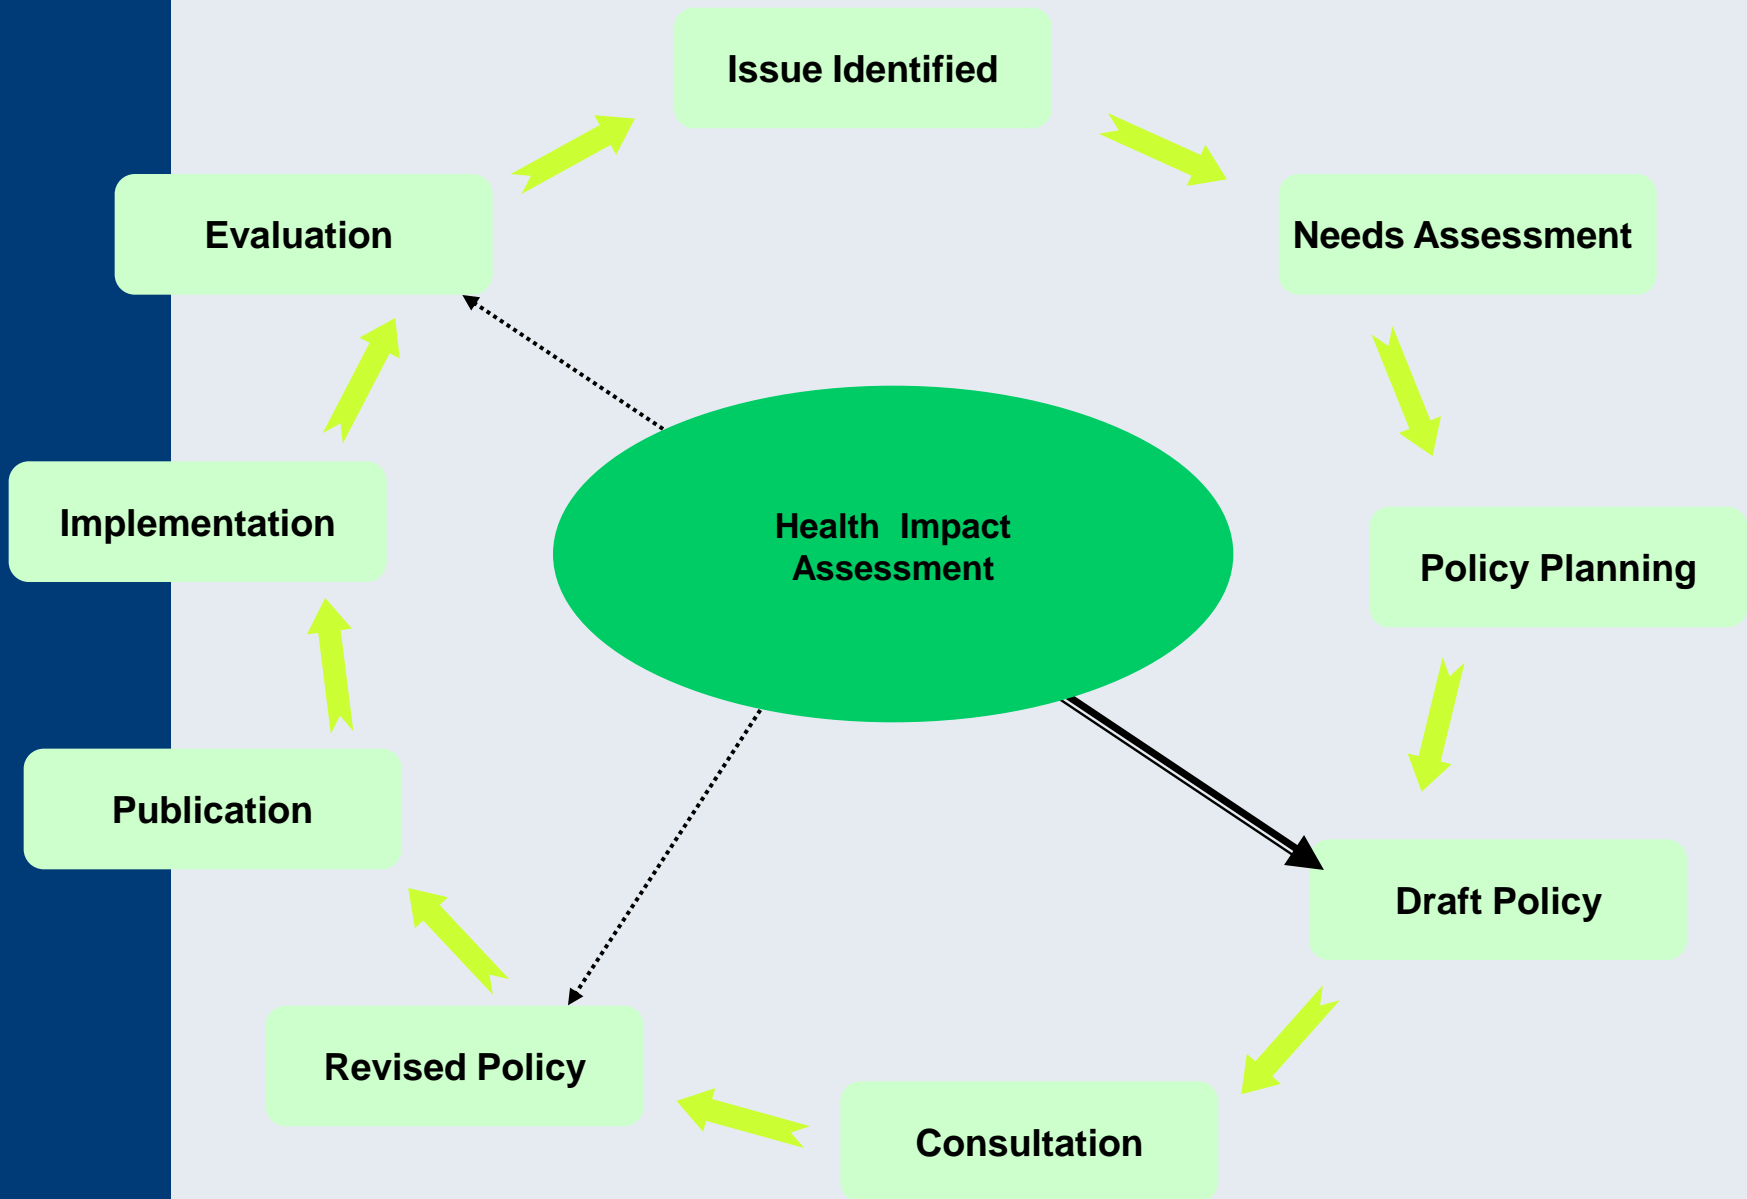 Issue Identified
Evaluation
Needs Assessment
Implementation
Health Impact
Assessment
Policy Planning
Publication
Draft Policy
Revised Policy
Consultation